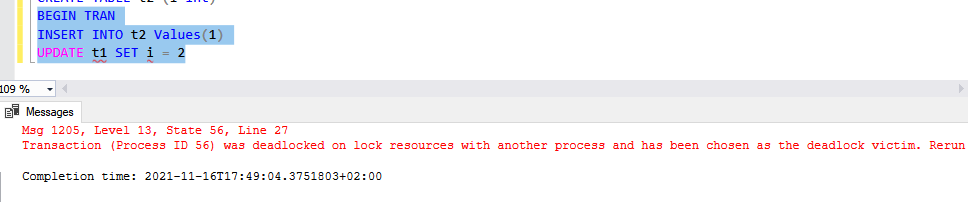 CREATE TABLE t2 (i int)
BEGIN TRAN
INSERT INTO t2 Values(1)
UPDATE t1 SET i = 2
109 %
Messages
Msg 1205, Level 13, State 56, Line 27
Transaction (Process ID 56) was deadlocked on lock resources with another process and has been chosen as the deadlock victim. Rerun
Completion time: 2021-11-16T17:49:04.3751803+02:00